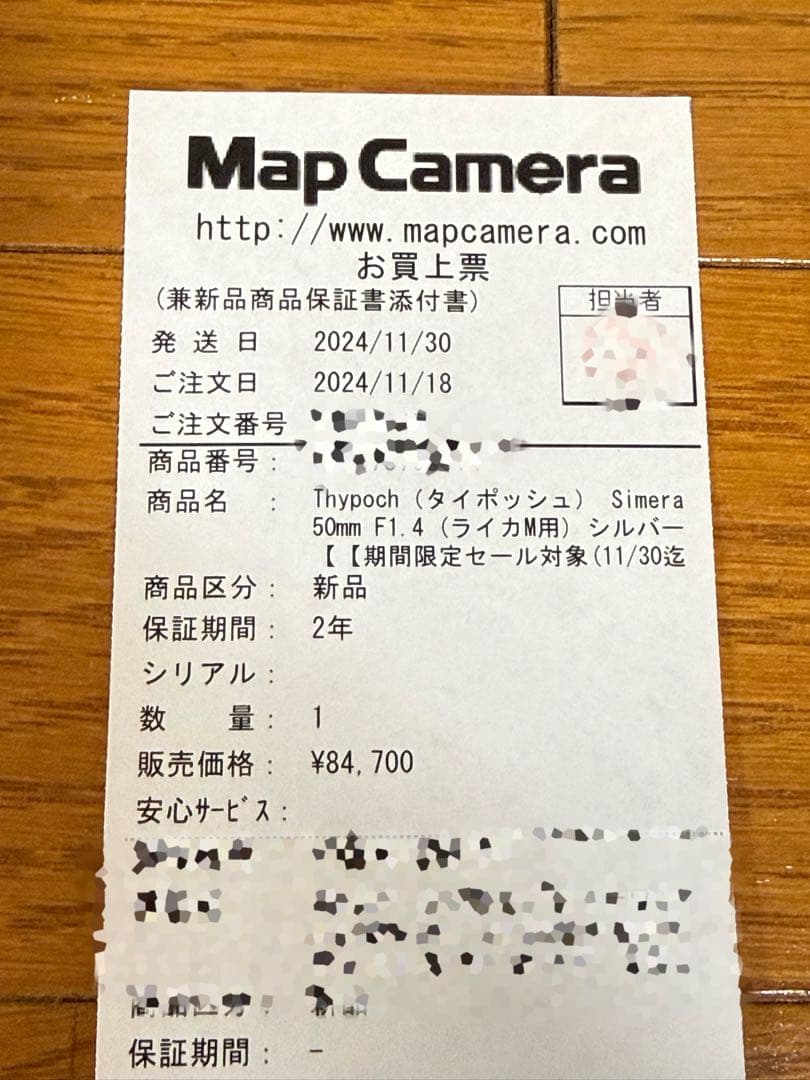 Map Camera
http://www.mapcamera.com
お買上票
(兼新品商品保証書添付書) 担当者
発 送 日 2024/11/30
ご注文日 2024/11/18
ご注文番号
商品番号:
商品名 : Thypoch (タイポッシュ) Simera
50mm F1.4 (ライカM用) シルバー
【【期間限定セール対象(11/30迄
商品区分: 新品
保証期間: 2年
シリアル:
数 量: 1
販売価格: ¥84,700
安心ｻｰﾋﾞｽ:
商品区分: 新品
保証期間: -